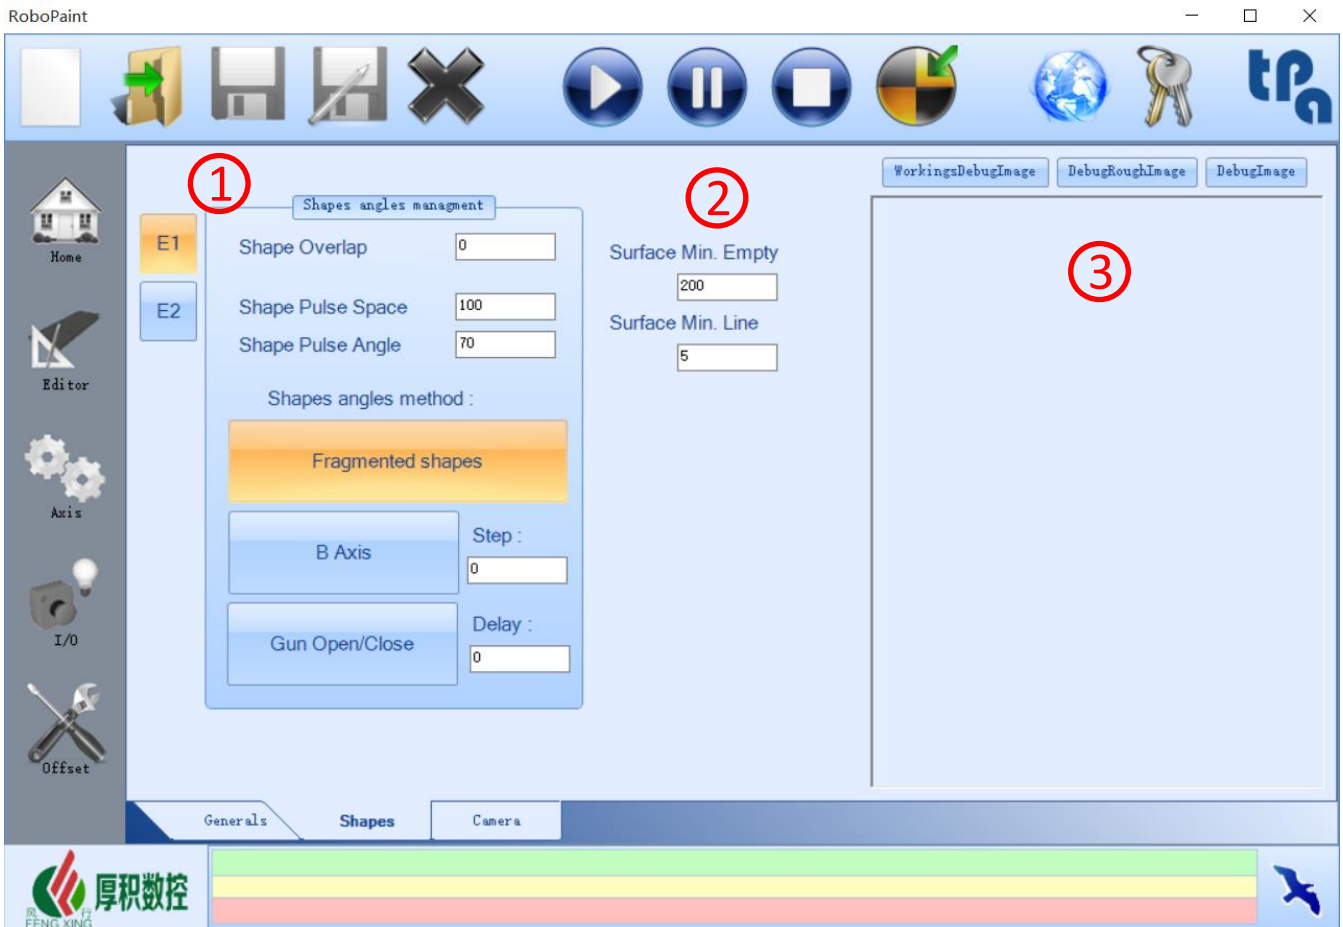 RoboPaint
tpa
WorkingsDebugImage DebugRoughImage DebugImage
① ② ③
Shapes angles managment
E1
E2
Shape Overlap 0
Shape Pulse Space 100
Shape Pulse Angle 70
Shapes angles method :
Fragmented shapes
B Axis
Step :
0
Gun Open/Close
Delay :
0
Surface Min. Empty
200
Surface Min. Line
5
Home
Editor
Axis
I/O
Offset
Generals Shapes Camera
厚积数控
风 行
FENG XING